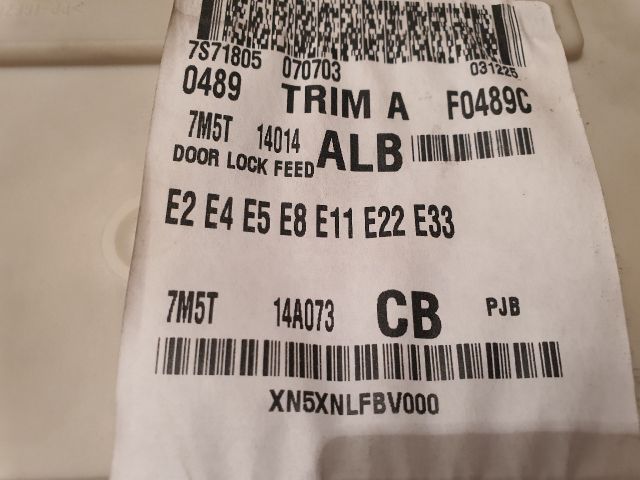 7S71805 070703 031225
0489 TRIM A F0489C
7M5T 14014 ALB
DOOR LOCK FEED
E2 E4 E5 E8 E11 E22 E33
7M5T 14A073 CB PJB
XN5XNLFBV000